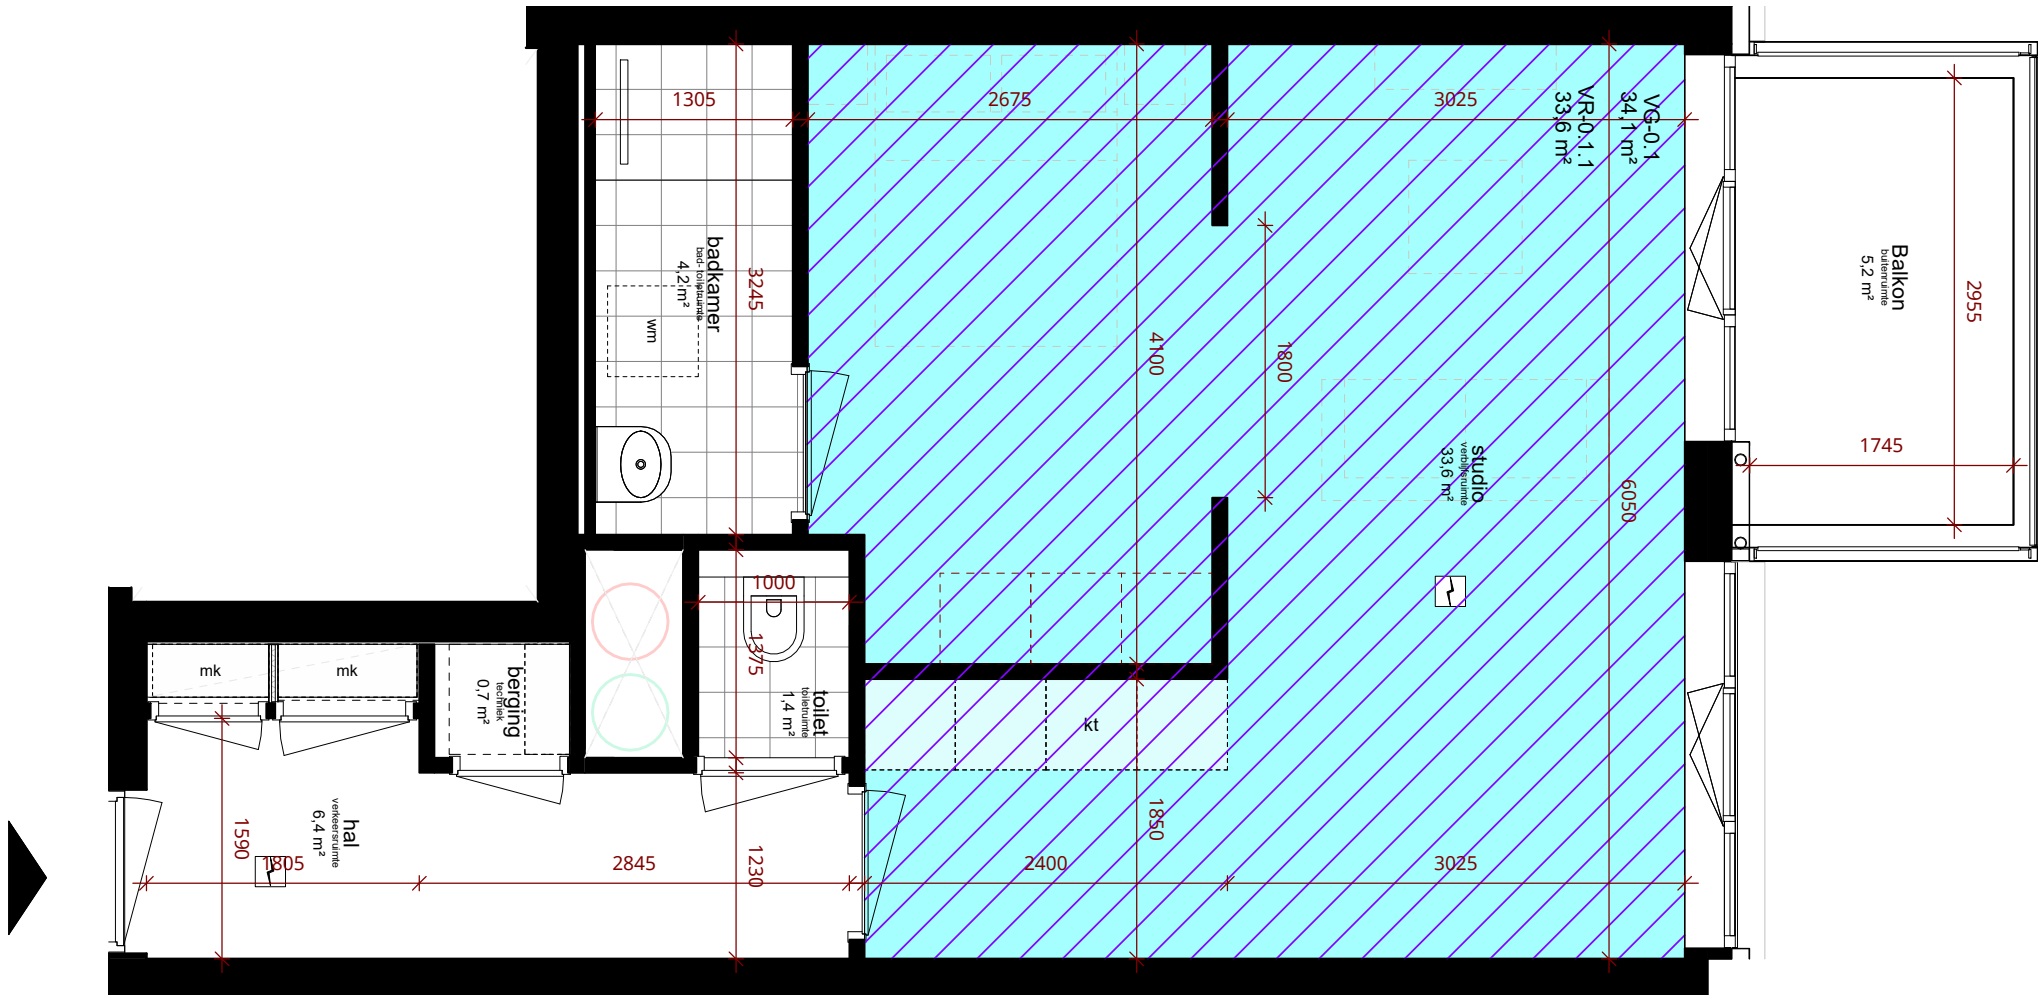 1305
2675
3025
VG-0.1
34,1 m²
VR-0.1.1
33,6 m²
badkamer
bad- toiletruimte
4,2 m²
3245
wm
4100
1800
Balkon
buitenruimte
5,2 m²
2955
1745
studio
verblijfsruimte
33,6 m²
6050
1000
1375
mk
mk
berging
techniek
0,7 m²
toilet
toiletruimte
1,4 m²
kt
hal
verkeersruimte
6,4 m²
1590
1805
2845
1230
2400
1850
3025